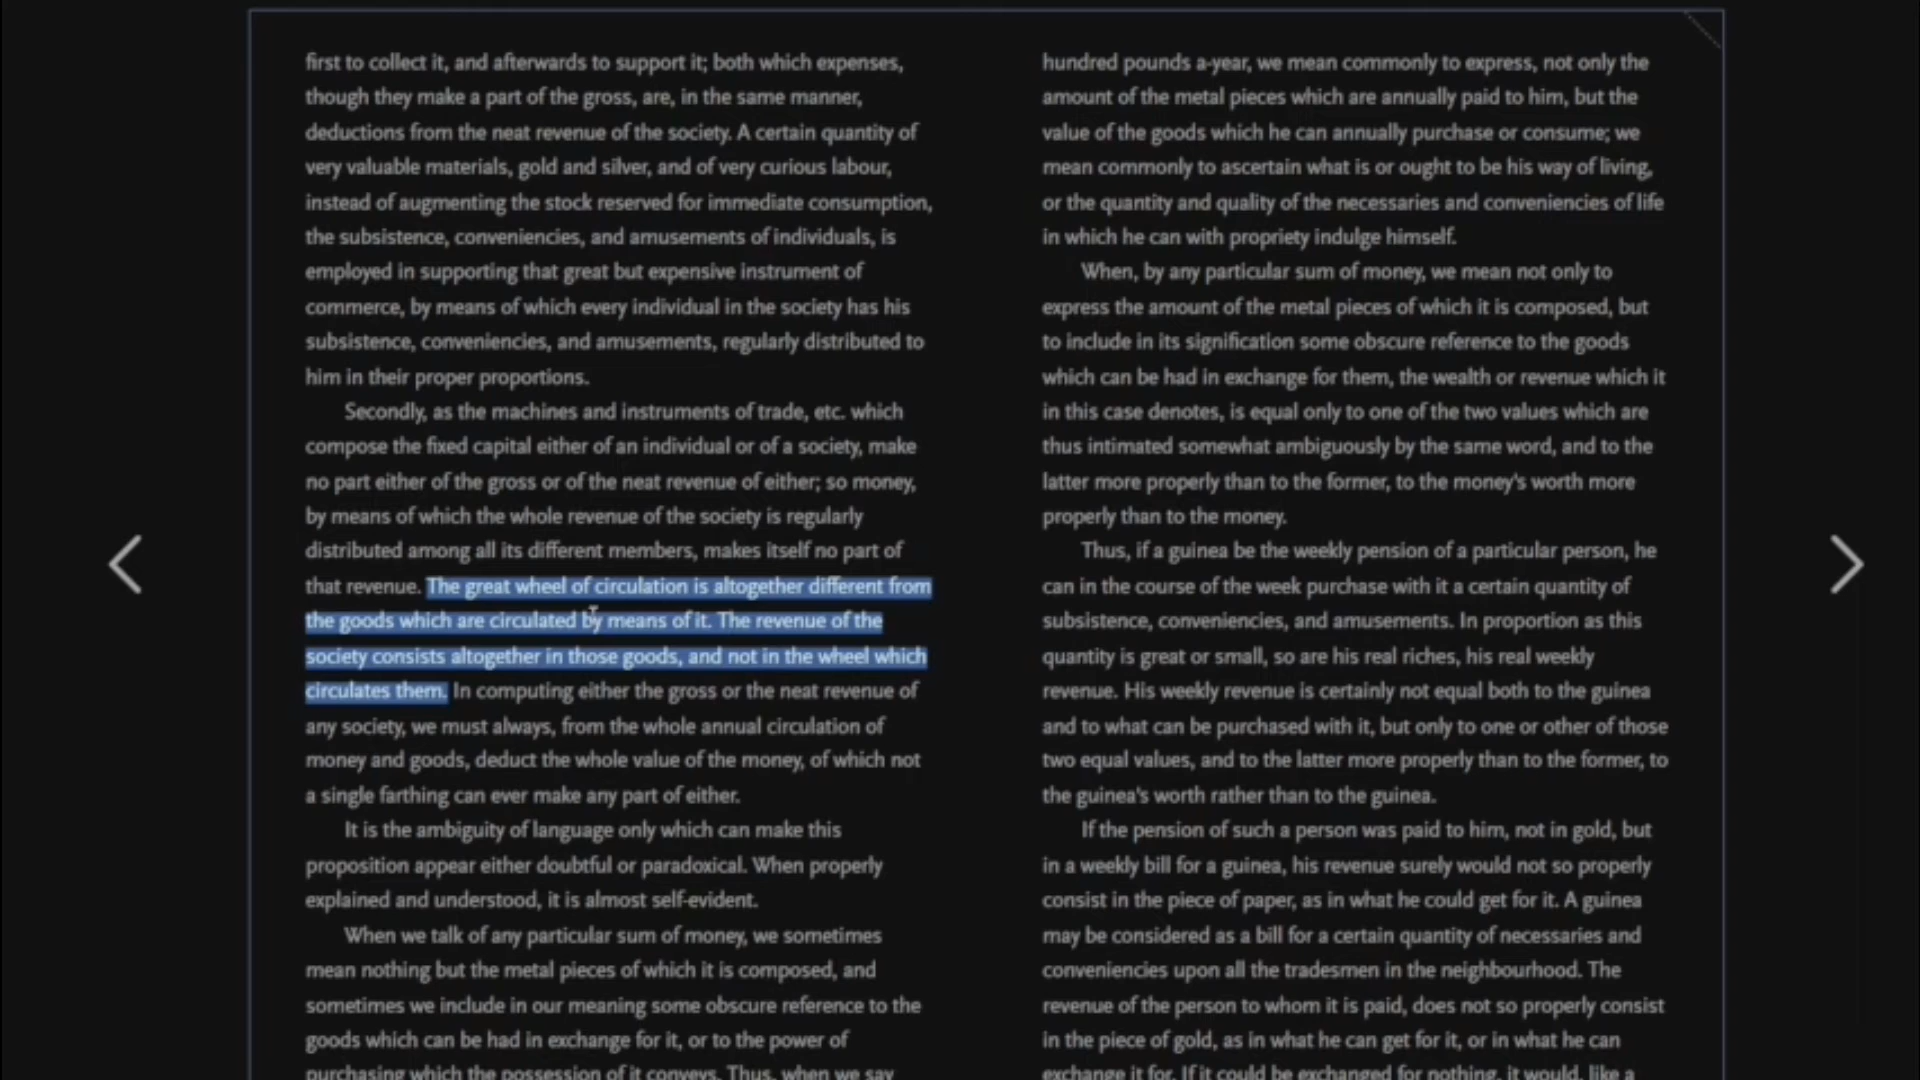 first to collect it, and afterwards to support it; both which expenses,
though they make a part of the gross, are, in the same manner,
deductions from the neat revenue of the society. A certain quantity of
very valuable materials, gold and silver, and of very curious labour,
instead of augmenting the stock reserved for immediate consumption,
the subsistence, conveniencies, and amusements of individuals, is
employed in supporting that great but expensive instrument of
commerce, by means of which every individual in the society has his
subsistence, conveniencies, and amusements, regularly distributed to
him in their proper proportions.
Secondly, as the machines and instruments of trade, etc. which
compose the fixed capital either of an individual or of a society, make
no part either of the gross or of the neat revenue of either; so money,
by means of which the whole revenue of the society is regularly
distributed among all its different members, makes itself no part of
that revenue. The great wheel of circulation is altogether different from
the goods which are circulated by means of it. The revenue of the
society consists altogether in those goods, and not in the wheel which
circulates them. In computing either the gross or the neat revenue of
any society, we must always, from the whole annual circulation of
money and goods, deduct the whole value of the money, of which not
a single farthing can ever make any part of either.
It is the ambiguity of language only which can make this
proposition appear either doubtful or paradoxical. When properly
explained and understood, it is almost self-evident.
When we talk of any particular sum of money, we sometimes
mean nothing but the metal pieces of which it is composed, and
sometimes we include in our meaning some obscure reference to the
goods which can be had in exchange for it, or to the power of
purchasing which the possession of it conveys. Thus, when we say
hundred pounds a-year, we mean commonly to express, not only the
amount of the metal pieces which are annually paid to him, but the
value of the goods which he can annually purchase or consume; we
mean commonly to ascertain what is or ought to be his way of living,
or the quantity and quality of the necessaries and conveniencies of life
in which he can with propriety indulge himself.
When, by any particular sum of money, we mean not only to
express the amount of the metal pieces of which it is composed, but
to include in its signification some obscure reference to the goods
which can be had in exchange for them, the wealth or revenue which it
in this case denotes, is equal only to one of the two values which are
thus intimated somewhat ambiguously by the same word, and to the
latter more properly than to the former, to the money's worth more
properly than to the money.
Thus, if a guinea be the weekly pension of a particular person, he
can in the course of the week purchase with it a certain quantity of
subsistence, conveniencies, and amusements. In proportion as this
quantity is great or small, so are his real riches, his real weekly
revenue. His weekly revenue is certainly not equal both to the guinea
and to what can be purchased with it, but only to one or other of those
two equal values, and to the latter more properly than to the former, to
the guinea's worth rather than to the guinea.
If the pension of such a person was paid to him, not in gold, but
in a weekly bill for a guinea, his revenue surely would not so properly
consist in the piece of paper, as in what he could get for it. A guinea
may be considered as a bill for a certain quantity of necessaries and
conveniencies upon all the tradesmen in the neighbourhood. The
revenue of the person to whom it is paid, does not so properly consist
in the piece of gold, as in what he can get for it, or in what he can
exchange it for. If it could be exchanged for nothing, it would, like a